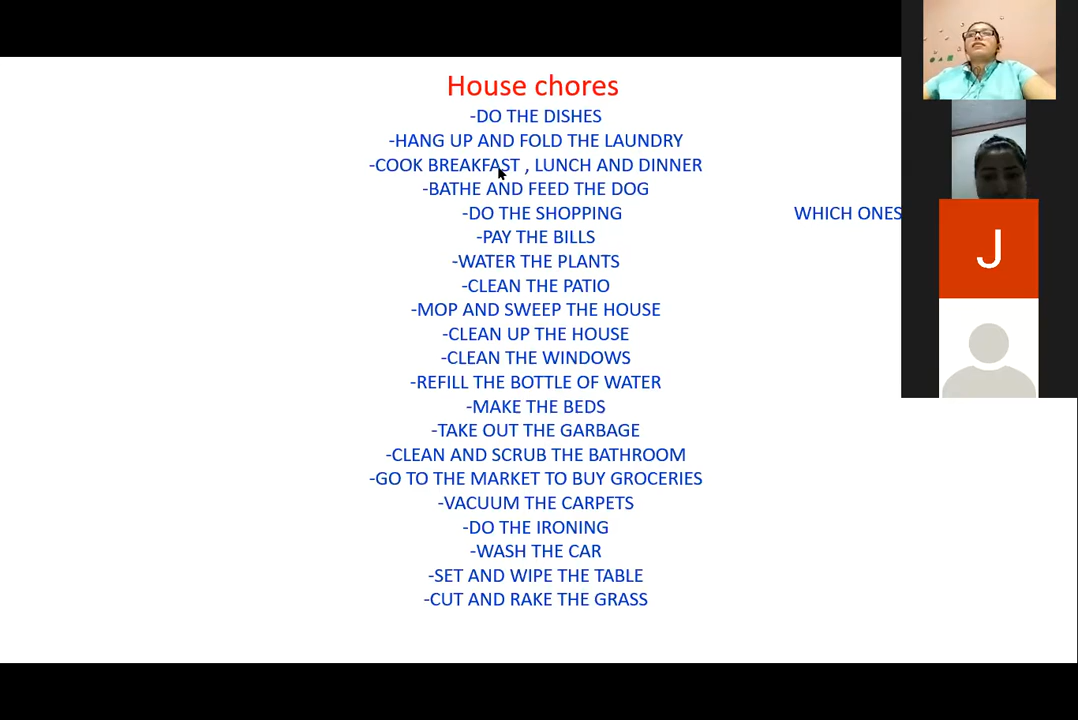 House chores
-DO THE DISHES
-HANG UP AND FOLD THE LAUNDRY
-COOK BREAKFAST , LUNCH AND DINNER
-BATHE AND FEED THE DOG
-DO THE SHOPPING
WHICH ONES
-PAY THE BILLS
-WATER THE PLANTS
-CLEAN THE PATIO
-MOP AND SWEEP THE HOUSE
-CLEAN UP THE HOUSE
-CLEAN THE WINDOWS
-REFILL THE BOTTLE OF WATER
-MAKE THE BEDS
-TAKE OUT THE GARBAGE
-CLEAN AND SCRUB THE BATHROOM
-GO TO THE MARKET TO BUY GROCERIES
-VACUUM THE CARPETS
-DO THE IRONING
-WASH THE CAR
-SET AND WIPE THE TABLE
-CUT AND RAKE THE GRASS
J